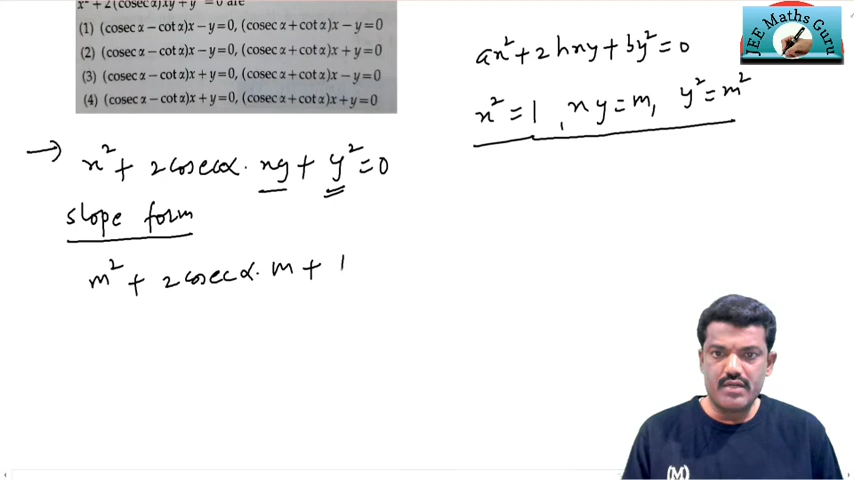 x² + 2(cosec α)xy + y² = 0 are
(1) (cosec α – cot α)x – y = 0, (cosec α + cot α)x – y = 0
(2) (cosec α – cot α)x – y = 0, (cosec α + cot α)x + y = 0
(3) (cosec α – cot α)x + y = 0, (cosec α + cot α)x – y = 0
(4) (cosec α – cot α)x + y = 0, (cosec α + cot α)x + y = 0
ax² + 2hxy + by² = 0
x² = 1, xy = m, y² = m²
JEE Maths Guru
→ x² + 2cosecα. xy + y² = 0
slope form
m² + 2cosecα. m + 1
(M)